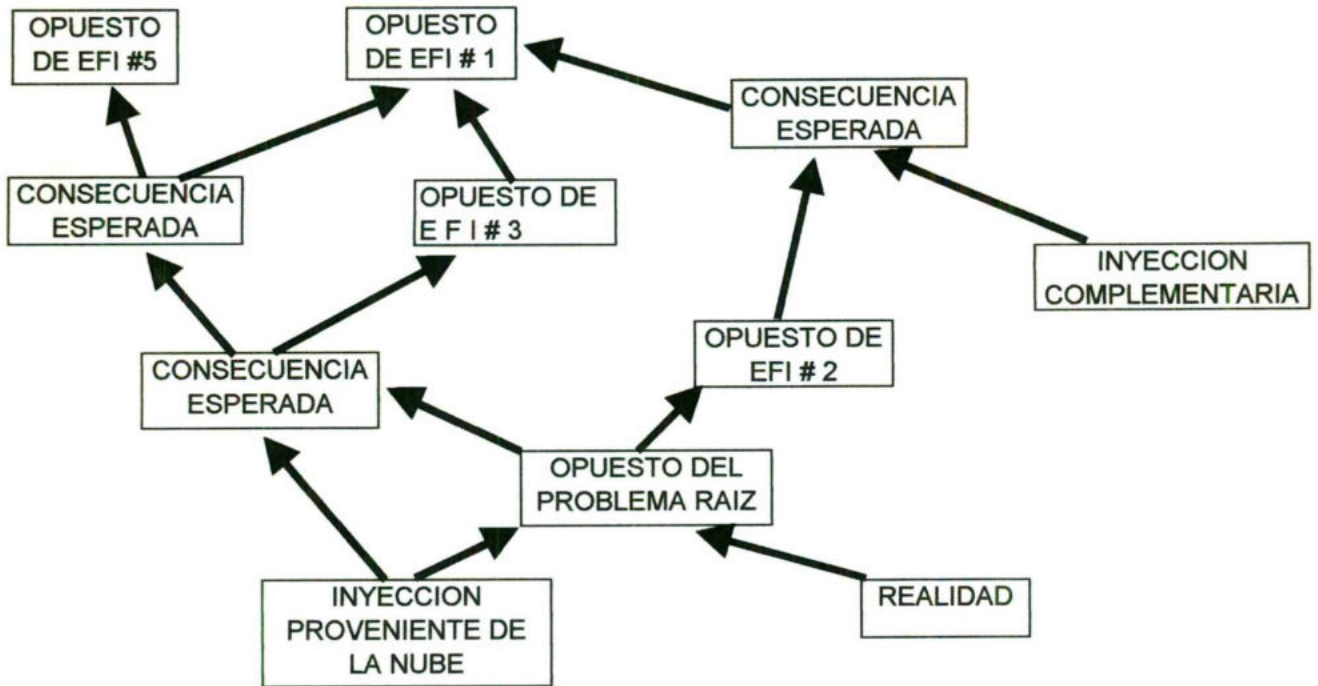 OPUESTO
DE EFI #5
OPUESTO
DE EFI # 1
CONSECUENCIA
ESPERADA
CONSECUENCIA
ESPERADA
OPUESTO DE
E F I # 3
INYECCION
COMPLEMENTARIA
OPUESTO DE
EFI # 2
CONSECUENCIA
ESPERADA
OPUESTO DEL
PROBLEMA RAIZ
INYECCION
PROVENIENTE DE
LA NUBE
REALIDAD